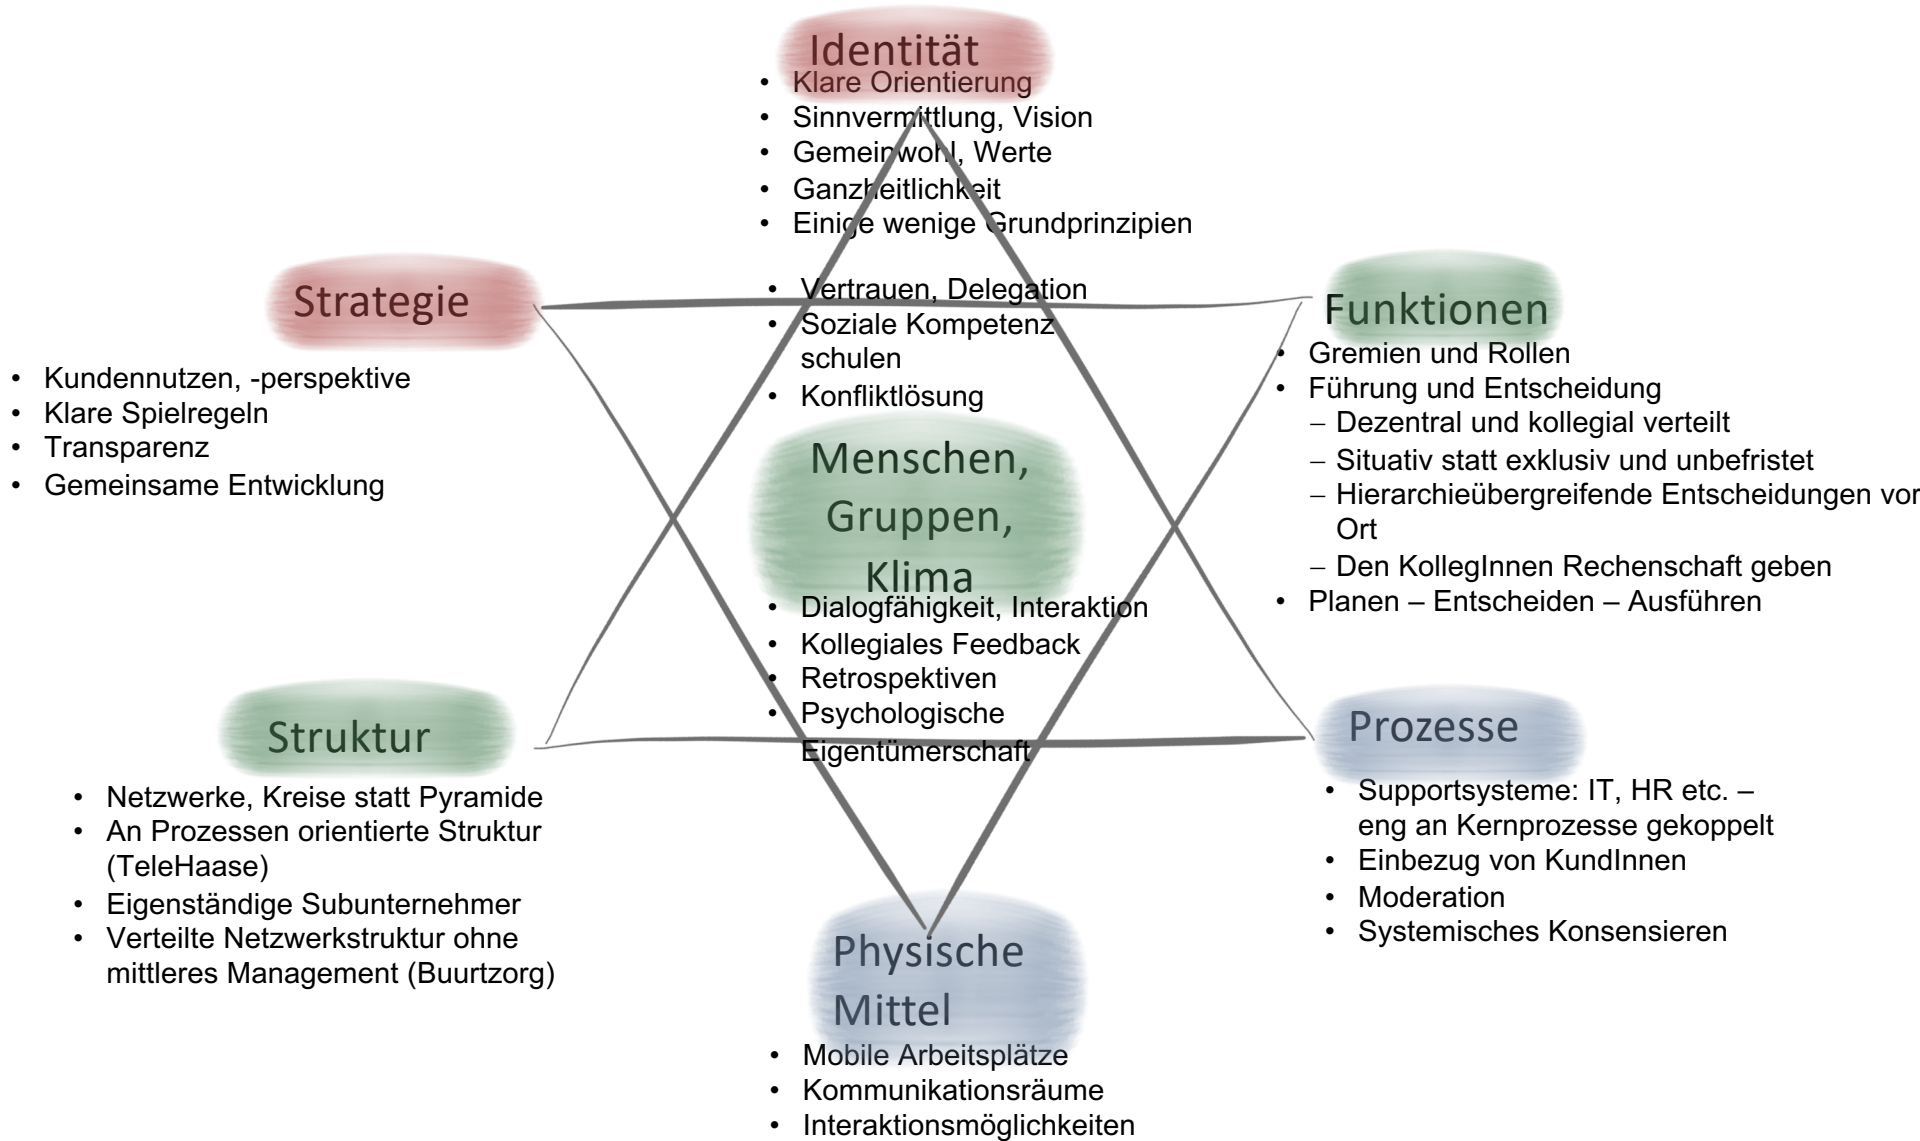 Identität
• Klare Orientierung
• Sinnvermittlung, Vision
• Gemeinwohl, Werte
• Ganzheitlichkeit
• Einige wenige Grundprinzipien
Strategie
• Kundennutzen, -perspektive
• Klare Spielregeln
• Transparenz
• Gemeinsame Entwicklung
• Vertrauen, Delegation
• Soziale Kompetenz
schulen
• Konfliktlösung
Menschen,
Gruppen,
Klima
• Dialogfähigkeit, Interaktion
• Kollegiales Feedback
• Retrospektiven
• Psychologische
Eigentümerschaft
Funktionen
• Gremien und Rollen
• Führung und Entscheidung
– Dezentral und kollegial verteilt
– Situativ statt exklusiv und unbefristet
– Hierarchieübergreifende Entscheidungen vor
Ort
– Den KollegInnen Rechenschaft geben
• Planen – Entscheiden – Ausführen
Struktur
• Netzwerke, Kreise statt Pyramide
• An Prozessen orientierte Struktur
(TeleHaase)
• Eigenständige Subunternehmer
• Verteilte Netzwerkstruktur ohne
mittleres Management (Buurtzorg)
Prozesse
• Supportsysteme: IT, HR etc. –
eng an Kernprozesse gekoppelt
• Einbezug von KundInnen
• Moderation
• Systemisches Konsensieren
Physische
Mittel
• Mobile Arbeitsplätze
• Kommunikationsräume
• Interaktionsmöglichkeiten